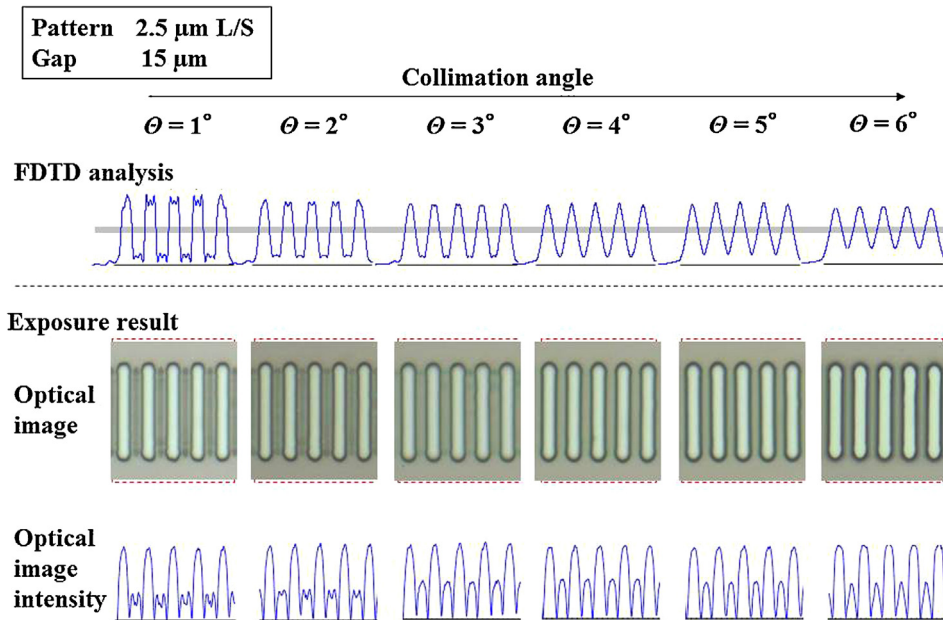 Pattern 2.5 μm L/S
Gap 15 μm
Collimation angle
Θ = 1° Θ = 2° Θ = 3° Θ = 4° Θ = 5° Θ = 6°
FDTD analysis
Exposure result
Optical
image
Optical
image
intensity